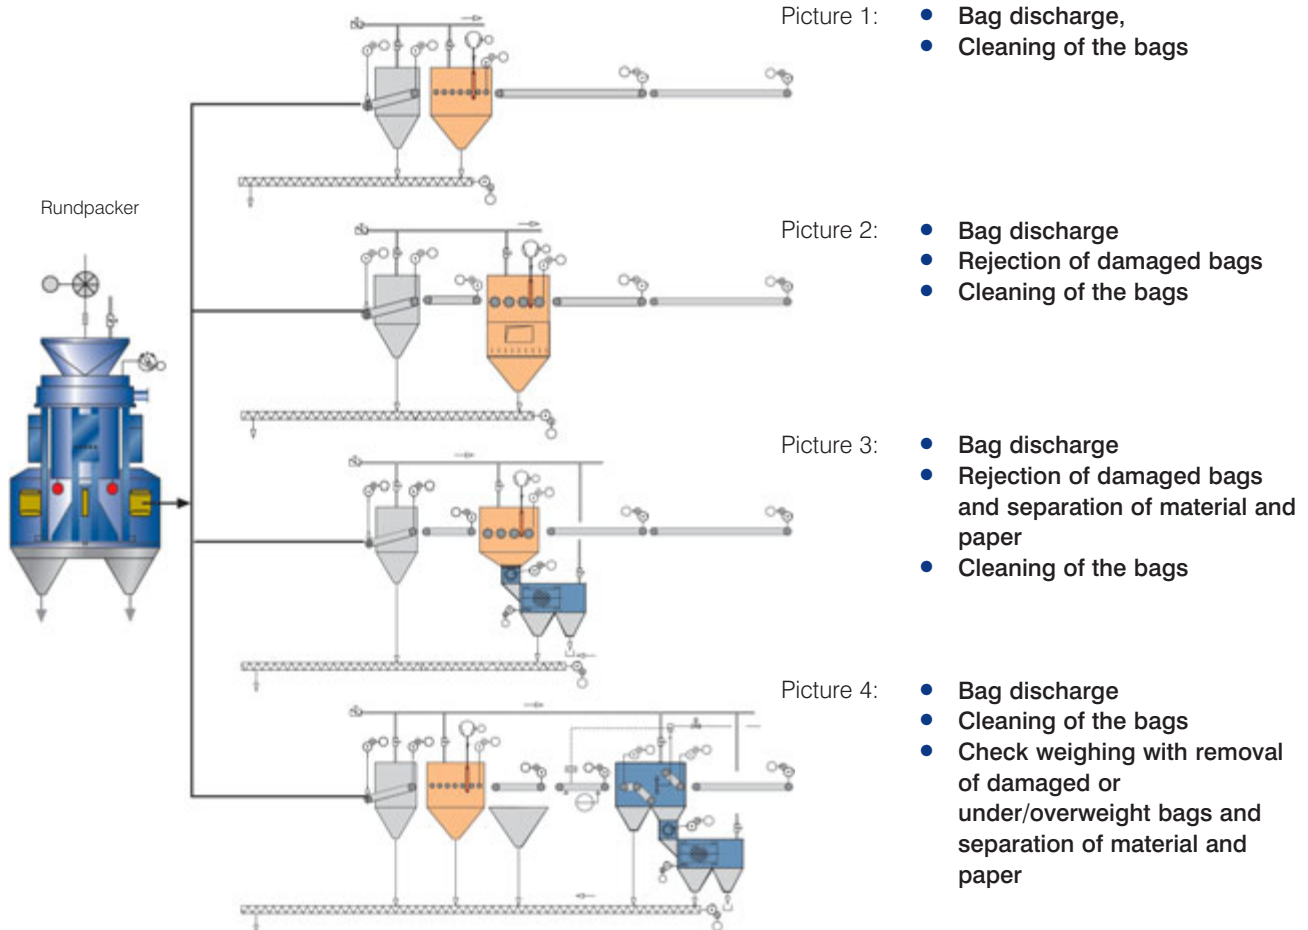 Picture 1:
• Bag discharge,
• Cleaning of the bags
Rundpacker
Picture 2:
• Bag discharge
• Rejection of damaged bags
• Cleaning of the bags
Picture 3:
• Bag discharge
• Rejection of damaged bags
and separation of material and
paper
• Cleaning of the bags
Picture 4:
• Bag discharge
• Cleaning of the bags
• Check weighing with removal
of damaged or
under/overweight bags and
separation of material and
paper